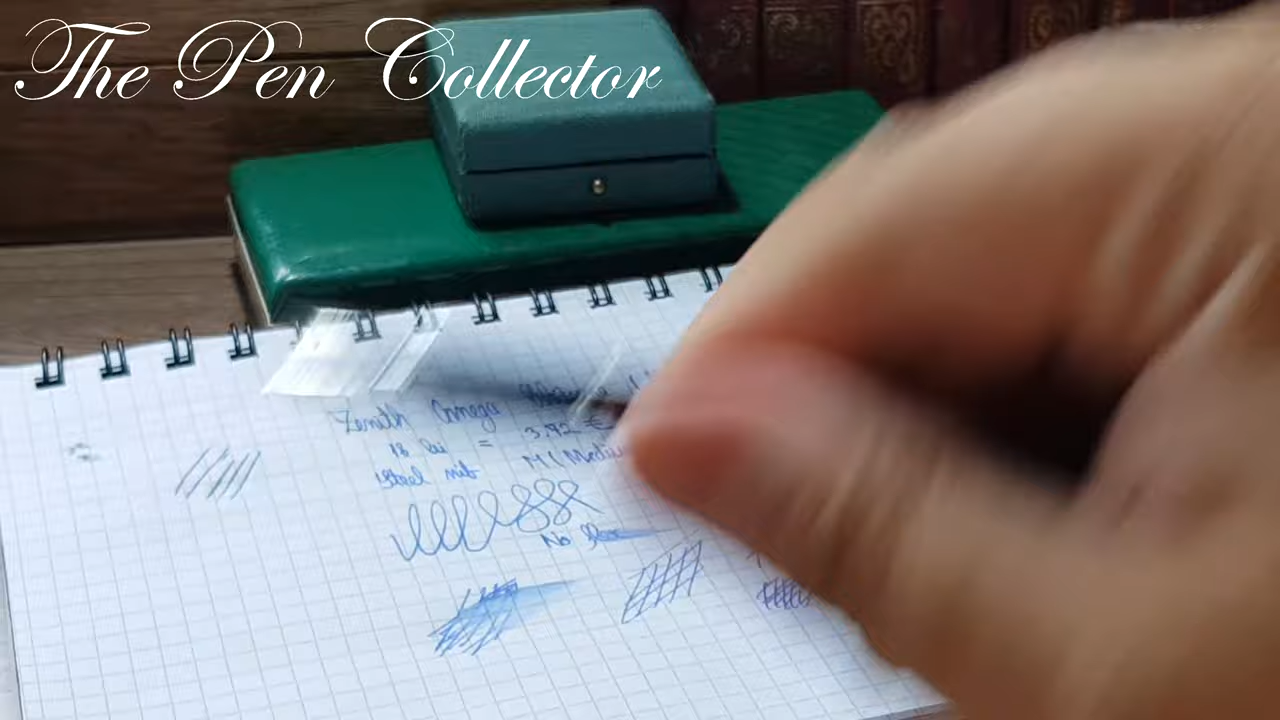 The Pen Collector
Zenith Omega
18 lei = 3.92 €
steel nib M (Medium
No